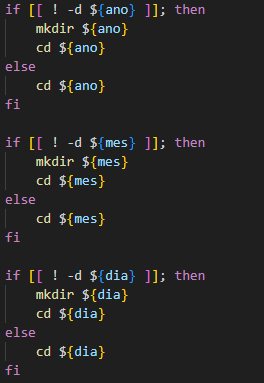 if [[ ! -d ${ano} ]]; then
    mkdir ${ano}
    cd ${ano}
else
    cd ${ano}
fi

if [[ ! -d ${mes} ]]; then
    mkdir ${mes}
    cd ${mes}
else
    cd ${mes}
fi

if [[ ! -d ${dia} ]]; then
    mkdir ${dia}
    cd ${dia}
else
    cd ${dia}
fi